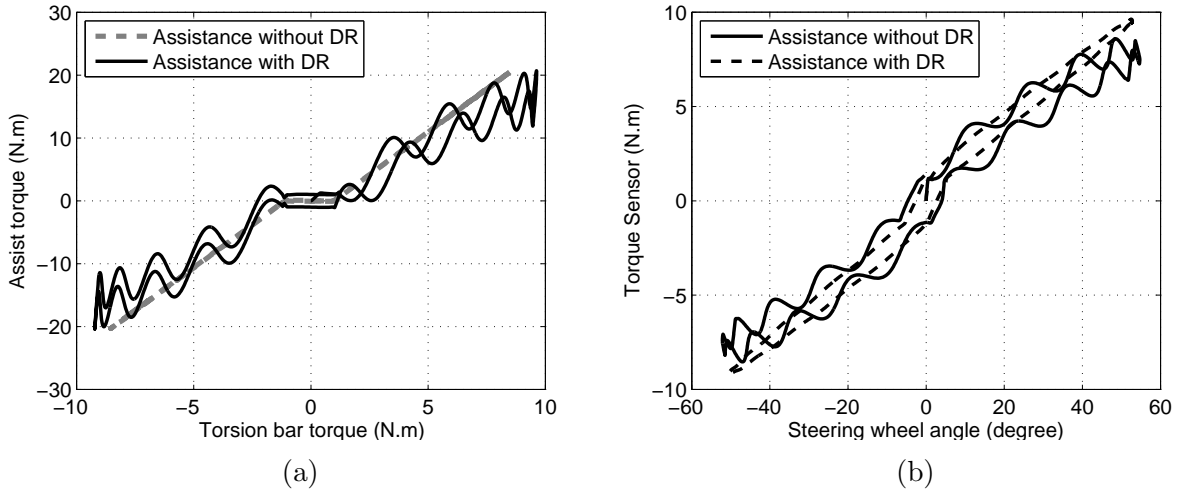 30
20
10
0
−10
−20
−30
−10
−5
0
5
10
Assist torque (N.m)
Torsion bar torque (N.m)
Assistance without DR
Assistance with DR
(a)
10
5
0
−5
−10
−60
−40
−20
0
20
40
60
Torque Sensor (N.m)
Steering wheel angle (degree)
Assistance without DR
Assistance with DR
(b)